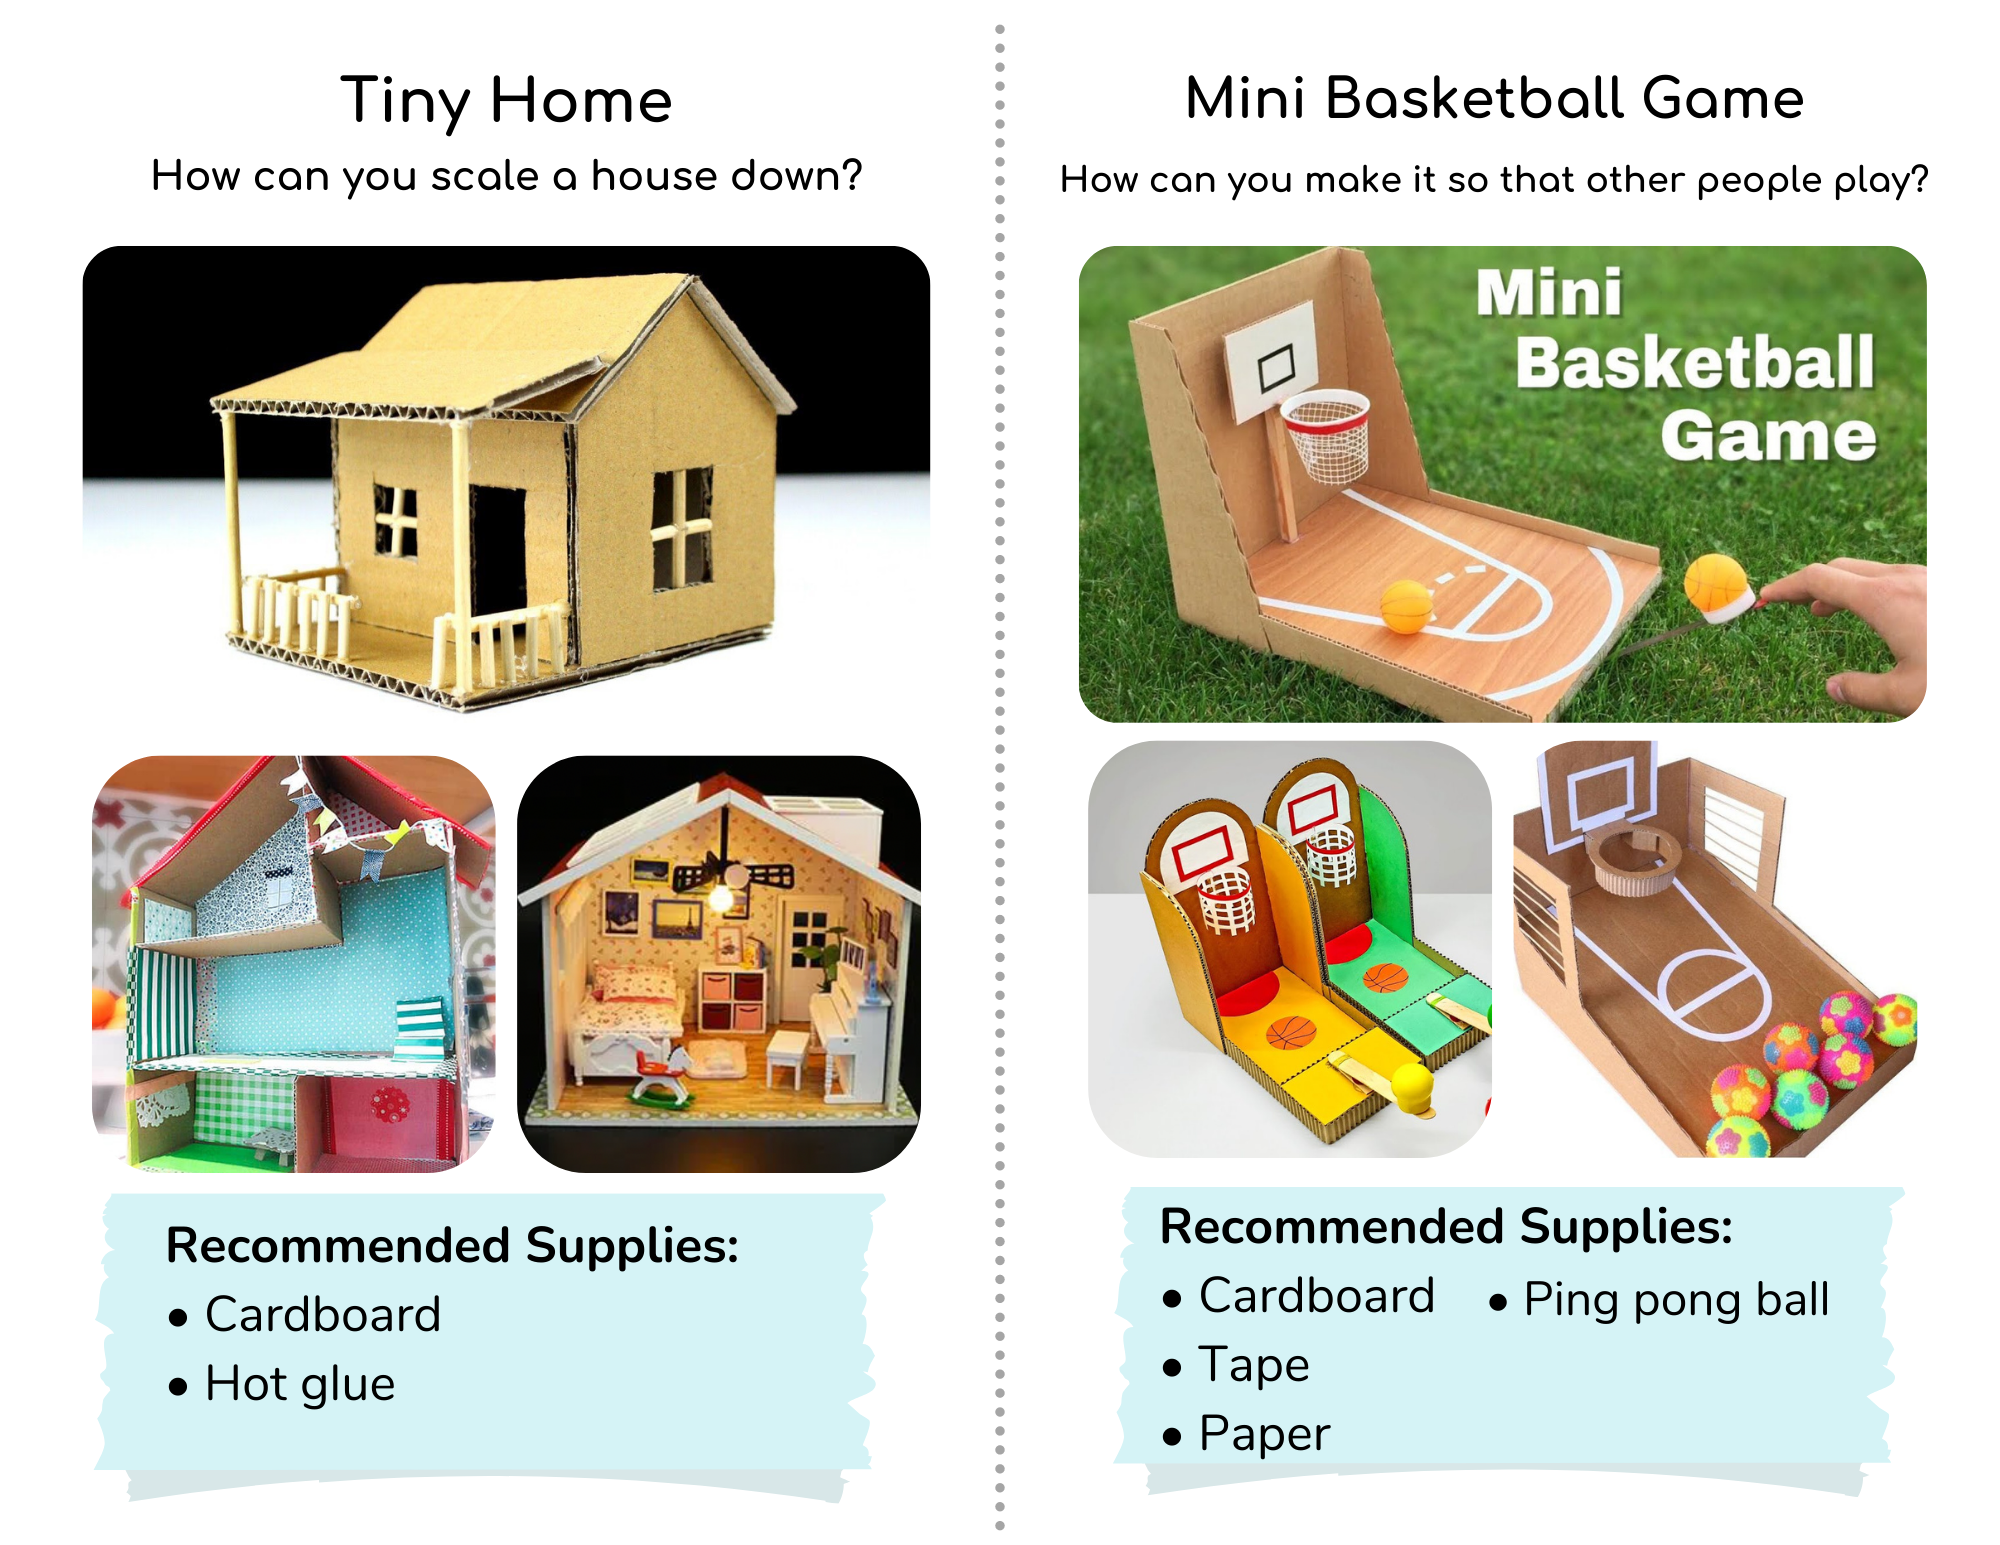 Tiny Home
How can you scale a house down?
Recommended Supplies:
• Cardboard
• Hot glue
Mini Basketball Game
How can you make it so that other people play?
Mini
Basketball
Game
Recommended Supplies:
• Cardboard
• Tape
• Paper
• Ping pong ball